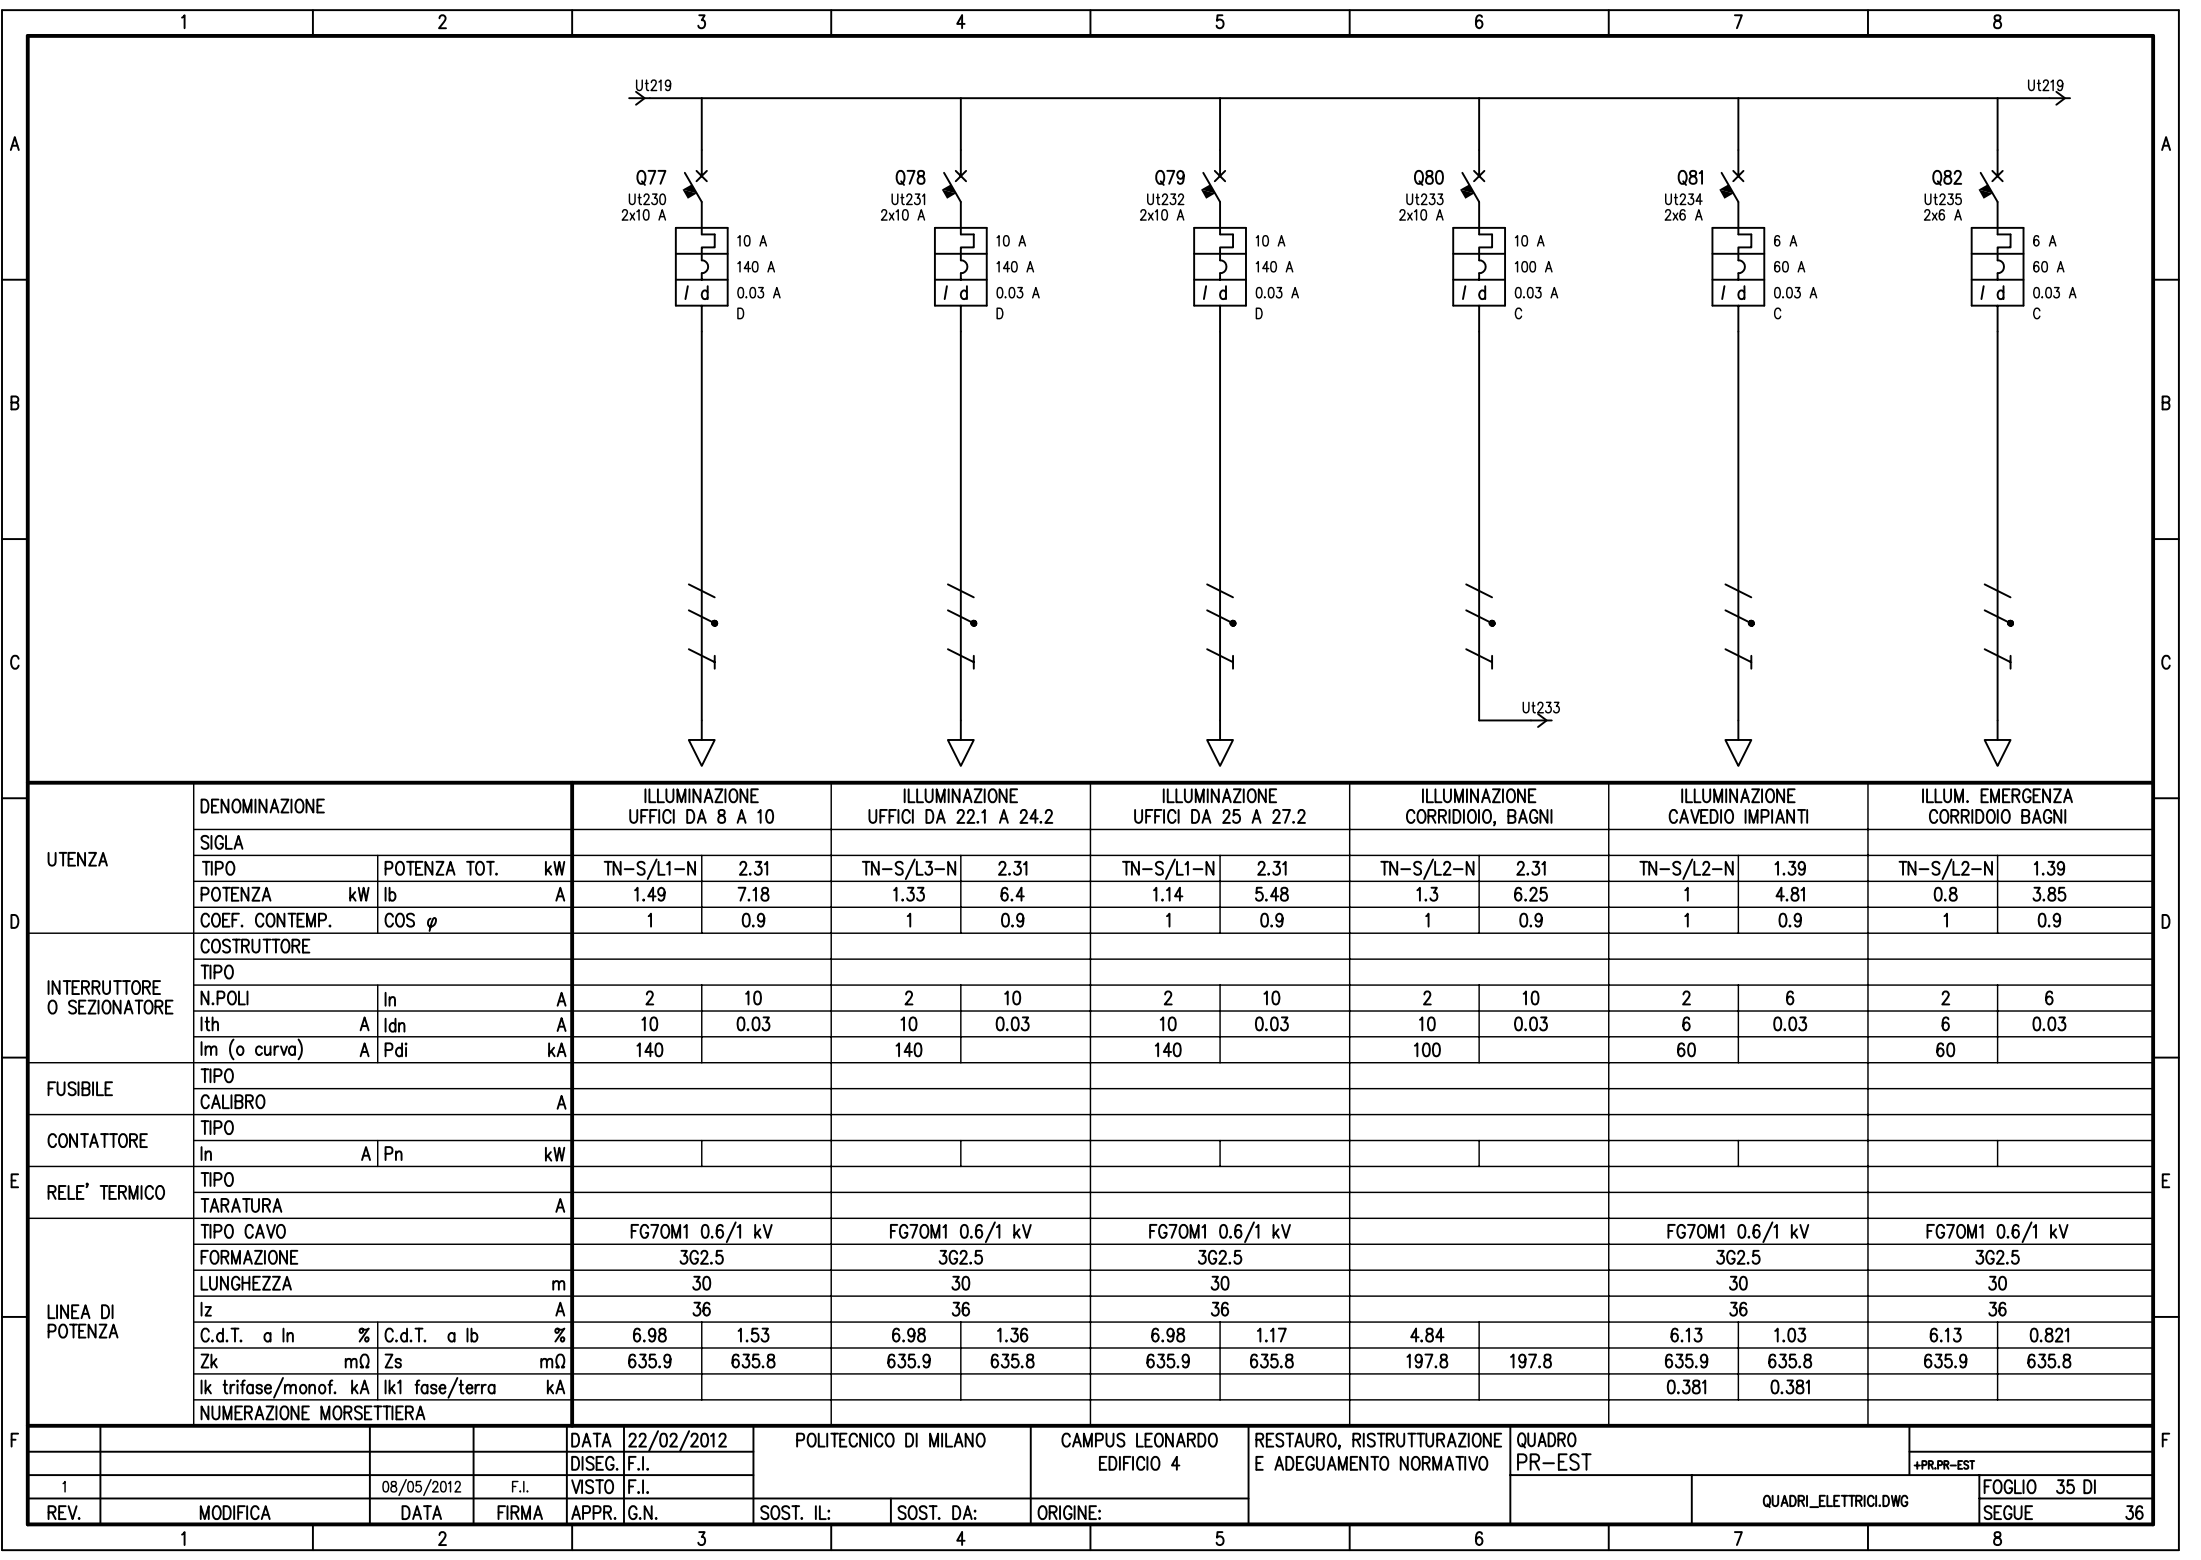 1 2 3 4 5 6 7 8
Ut219 Ut219
A A
Q77 Q78 Q79 Q80 Q81 Q82
Ut230 Ut231 Ut232 Ut233 Ut234 Ut235
2x10 A 2x10 A 2x10 A 2x10 A 2x6 A 2x6 A
10 A 10 A 10 A 10 A 6 A 6 A
140 A 140 A 140 A 100 A 60 A 60 A
I d 0.03 A I d 0.03 A I d 0.03 A I d 0.03 A I d 0.03 A I d 0.03 A
D D D C C C
B B
C C
Ut233
UTENZA
DENOMINAZIONE ILLUMINAZIONE ILLUMINAZIONE ILLUMINAZIONE ILLUMINAZIONE ILLUMINAZIONE ILLUM. EMERGENZA
UFFICI DA 8 A 10 UFFICI DA 22.1 A 24.2 UFFICI DA 25 A 27.2 CORRIDIOIO, BAGNI CAVEDIO IMPIANTI CORRIDOIO BAGNI
SIGLA
TIPO POTENZA TOT. kW TN-S/L1-N 2.31 TN-S/L3-N 2.31 TN-S/L1-N 2.31 TN-S/L2-N 2.31 TN-S/L2-N 1.39 TN-S/L2-N 1.39
POTENZA kW Ib A 1.49 7.18 1.33 6.4 1.14 5.48 1.3 6.25 1 4.81 0.8 3.85
D COEF. CONTEMP. COS φ 1 0.9 1 0.9 1 0.9 1 0.9 1 0.9 1 0.9 D
INTERRUTTORE
O SEZIONATORE
COSTRUTTORE
TIPO
N.POLI In A 2 10 2 10 2 10 2 10 2 6 2 6
Ith A Idn A 10 0.03 10 0.03 10 0.03 10 0.03 6 0.03 6 0.03
Im (o curva) A Pdi kA 140 140 140 100 60 60
FUSIBILE
TIPO
CALIBRO A
CONTATTORE
TIPO
In A Pn kW
E E
RELE' TERMICO
TIPO
TARATURA A
LINEA DI
POTENZA
TIPO CAVO FG7OM1 0.6/1 kV FG7OM1 0.6/1 kV FG7OM1 0.6/1 kV FG7OM1 0.6/1 kV FG7OM1 0.6/1 kV
FORMAZIONE 3G2.5 3G2.5 3G2.5 3G2.5 3G2.5
LUNGHEZZA m 30 30 30 30 30
Iz A 36 36 36 36 36
C.d.T. a In % C.d.T. a Ib % 6.98 1.53 6.98 1.36 6.98 1.17 4.84 6.13 1.03 6.13 0.821
Zk mΩ Zs mΩ 635.9 635.8 635.9 635.8 635.9 635.8 197.8 197.8 635.9 635.8 635.9 635.8
Ik trifase/monof. kA Ik1 fase/terra kA 0.381 0.381
NUMERAZIONE MORSETTIERA
F F
DATA 22/02/2012 POLITECNICO DI MILANO CAMPUS LEONARDO RESTAURO, RISTRUTTURAZIONE QUADRO
DISEG. F.I. EDIFICIO 4 E ADEGUAMENTO NORMATIVO PR-EST +PR.PR-EST
1 08/05/2012 F.I. VISTO F.I. QUADRI_ELETTRICI.DWG FOGLIO 35 DI
REV. MODIFICA DATA FIRMA APPR. G.N. SOST. IL: SOST. DA: ORIGINE: SEGUE 36
1 2 3 4 5 6 7 8